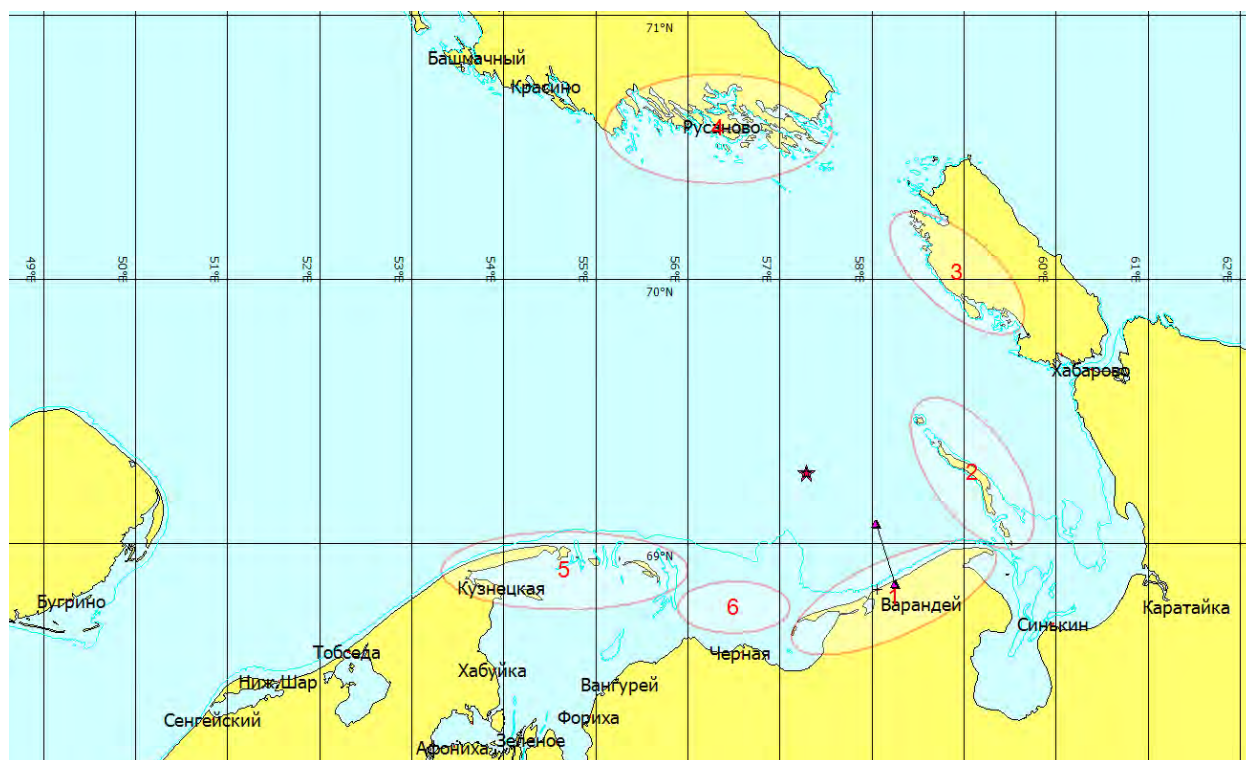 71°N
Башмачный
Красино
4
Русаново
3
49°E
50°E
51°E
52°E
53°E
54°E
55°E
56°E
57°E
58°E
60°E
61°E
62°E
70°N
Хабарово
2
69°N
5
Кузнецкая
1
6
Варандей
Бугрино
Каратайка
Синькин
Тобседа
Черная
Хабуйка
Ниж.Шар
Вангурей
Сенгейский
Фориха
Зеленое
Афониха